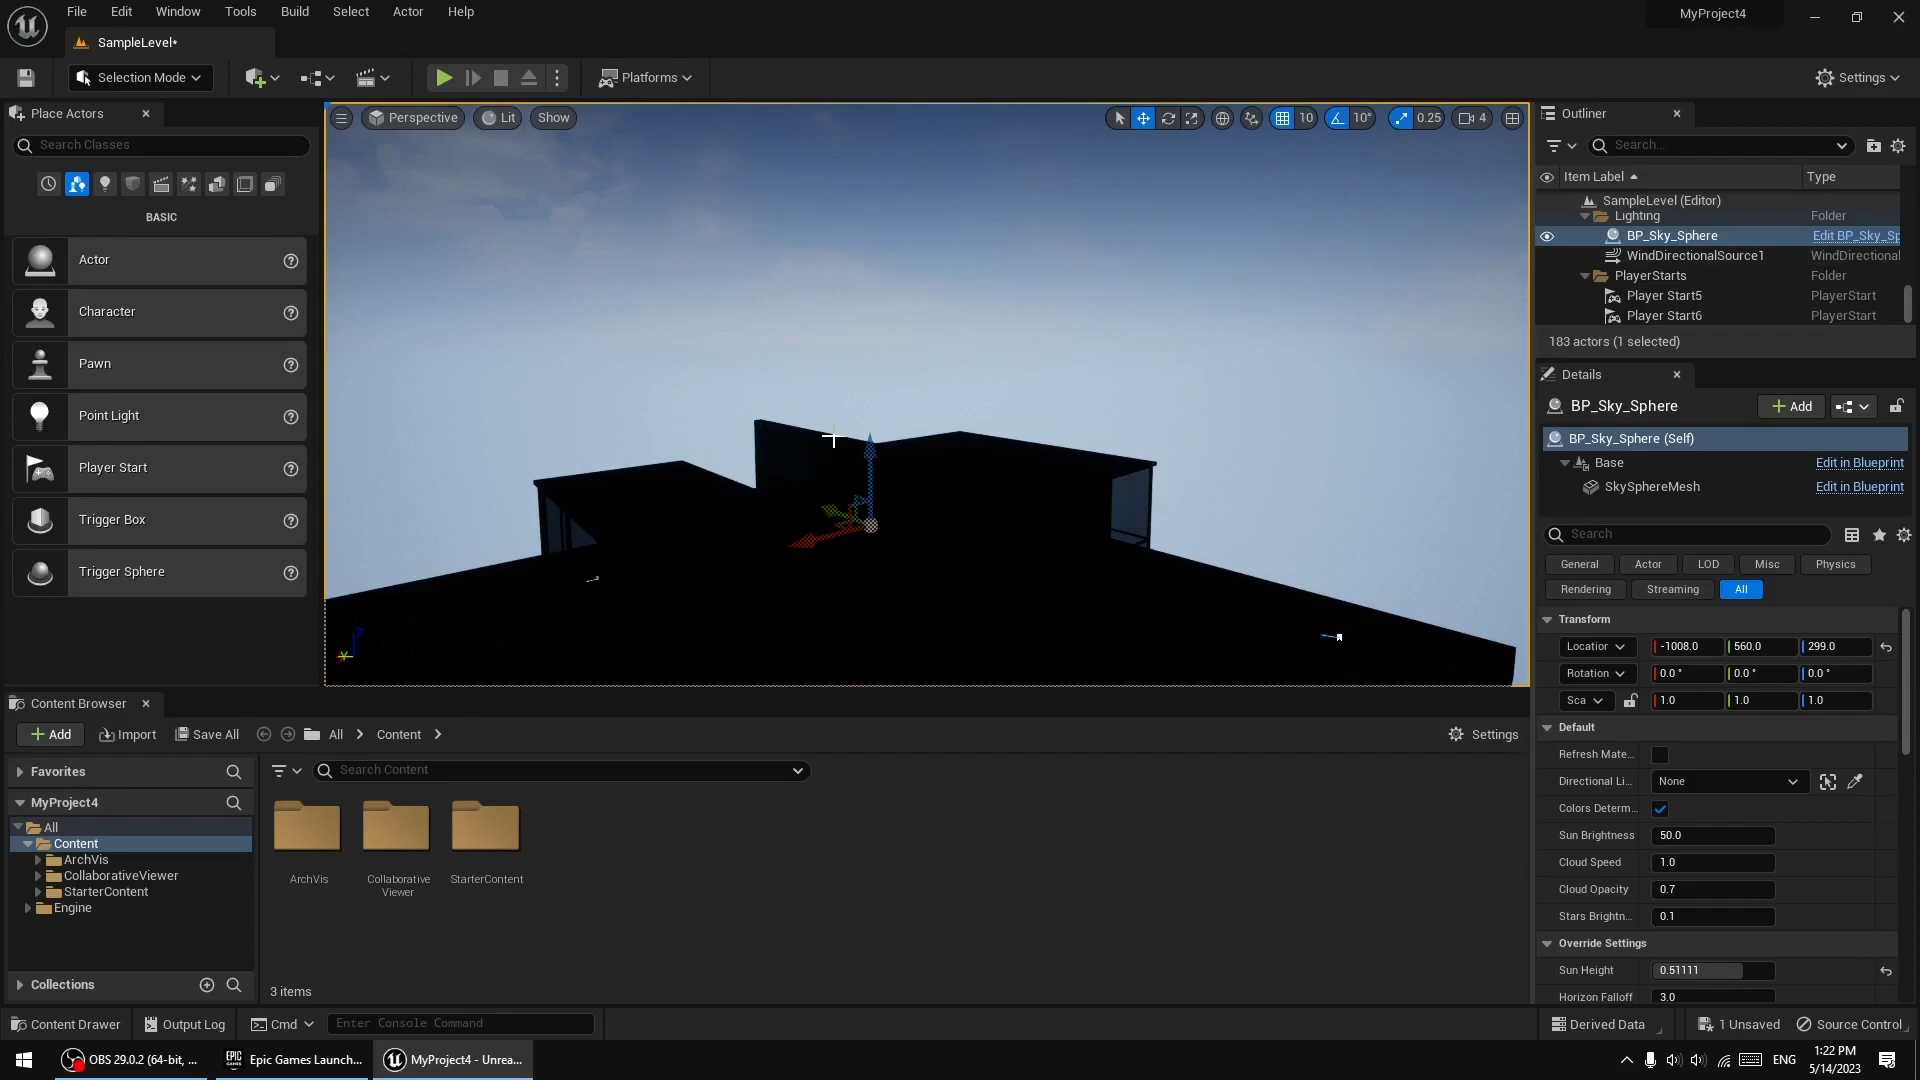 File Edit Window Tools Build Select Actor Help
MyProject4
SampleLevel*
Selection Mode
Platforms
Settings
Place Actors
Search Classes
BASIC
Actor
Character
Pawn
Point Light
Player Start
Trigger Box
Trigger Sphere
Perspective Lit Show
10 10° 0.25 4
Outliner
Search...
Item Label Type
SampleLevel (Editor)
Lighting Folder
BP_Sky_Sphere Edit BP_Sky_Sp
WindDirectionalSource1 WindDirectional
PlayerStarts Folder
Player Start5 PlayerStart
Player Start6 PlayerStart
183 actors (1 selected)
Details
BP_Sky_Sphere Add
BP_Sky_Sphere (Self)
Base Edit in Blueprint
SkySphereMesh Edit in Blueprint
Search
General Actor LOD Misc Physics
Rendering Streaming All
Transform
Location -1008.0 560.0 299.0
Rotation 0.0 ° 0.0 ° 0.0 °
Sca 1.0 1.0 1.0
Default
Refresh Mate...
Directional Li... None
Colors Determ...
Sun Brightness 50.0
Cloud Speed 1.0
Cloud Opacity 0.7
Stars Brightn... 0.1
Override Settings
Sun Height 0.51111
Horizon Falloff 3.0
Content Browser
Add Import Save All All Content Settings
Favorites
Search Content
MyProject4
All
Content
ArchVis
CollaborativeViewer
StarterContent
Engine
Collections
ArchVis
Collaborative
Viewer
StarterContent
3 items
Content Drawer Output Log Cmd Enter Console Command
Derived Data 1 Unsaved Source Control
OBS 29.0.2 (64-bit, ...
EPIC
Epic Games Launch...
MyProject4 - Unrea...
ENG
1:22 PM
5/14/2023